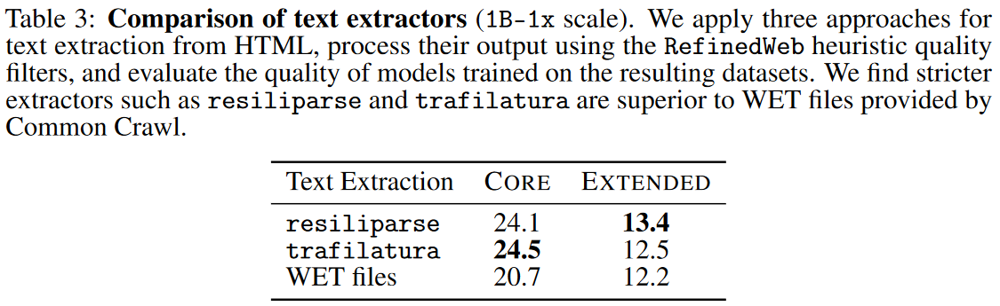 Table 3: Comparison of text extractors (1B-1x scale). We apply three approaches for
text extraction from HTML, process their output using the RefinedWeb heuristic quality
filters, and evaluate the quality of models trained on the resulting datasets. We find stricter
extractors such as resiliparse and trafilatura are superior to WET files provided by
Common Crawl.
Text Extraction CORE EXTENDED
resiliparse 24.1 13.4
trafilatura 24.5 12.5
WET files 20.7 12.2